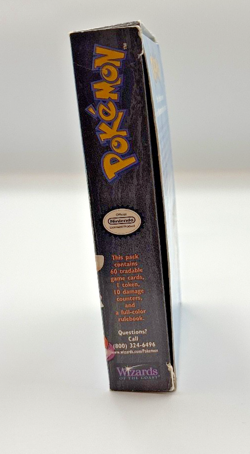 POKéMON™
Official
Nintendo
Licensed Product
This pack
contains
60 tradable
game cards,
1 token,
10 damage
counters,
and
a full-color
rulebook.
Questions?
Call
(800) 324-6496
www.wizards.com/Pokemon
Wizards
OF THE COAST